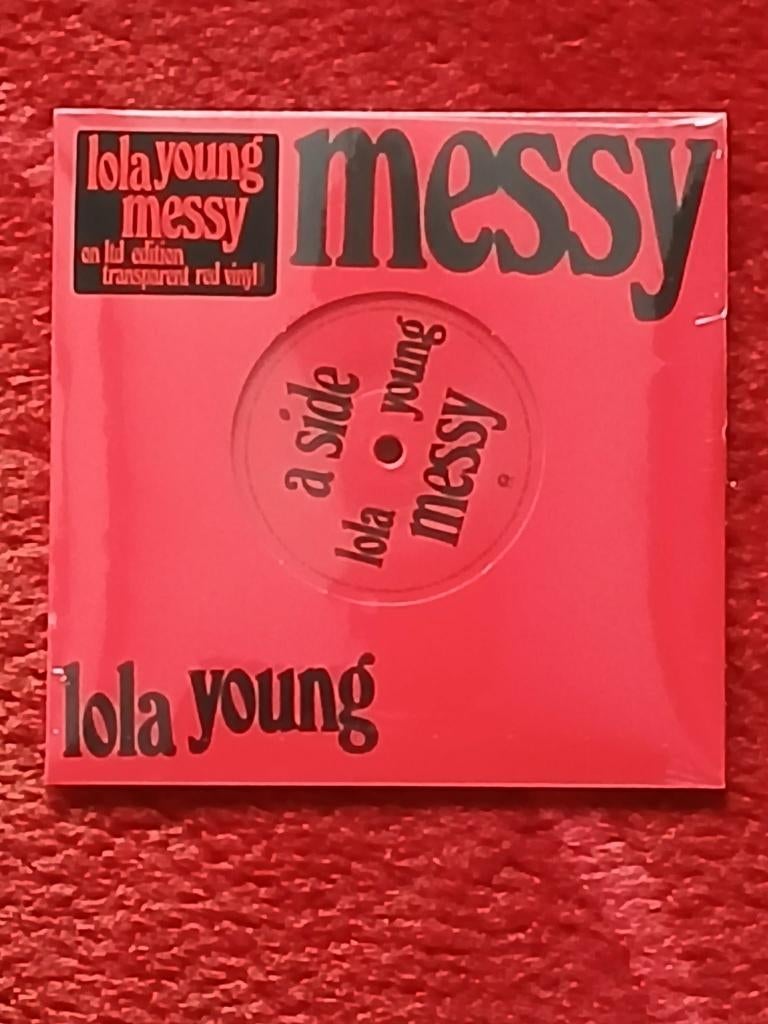 lola young
messy
on ltd edition
transparent red vinyl
messy
a side
lola young
messy
lola young